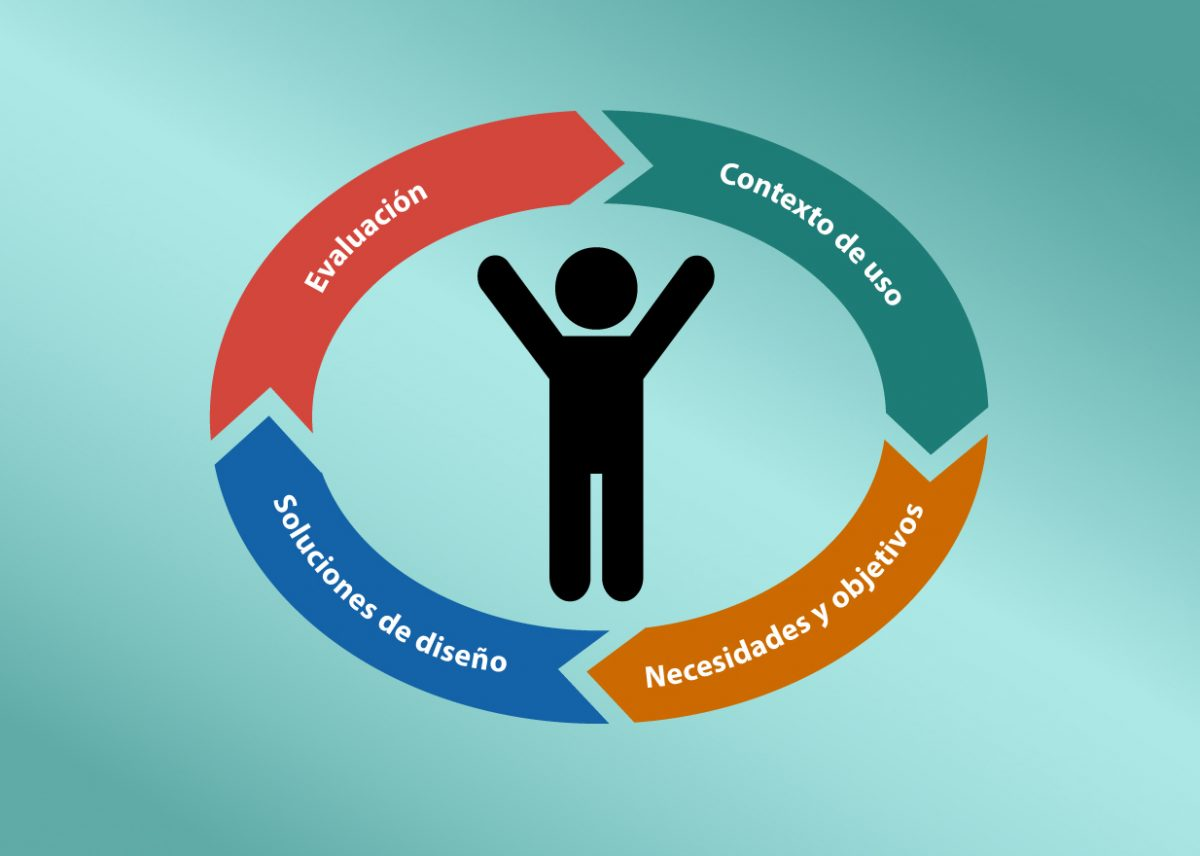 Evaluación
Contexto de uso
Necesidades y objetivos
Soluciones de diseño